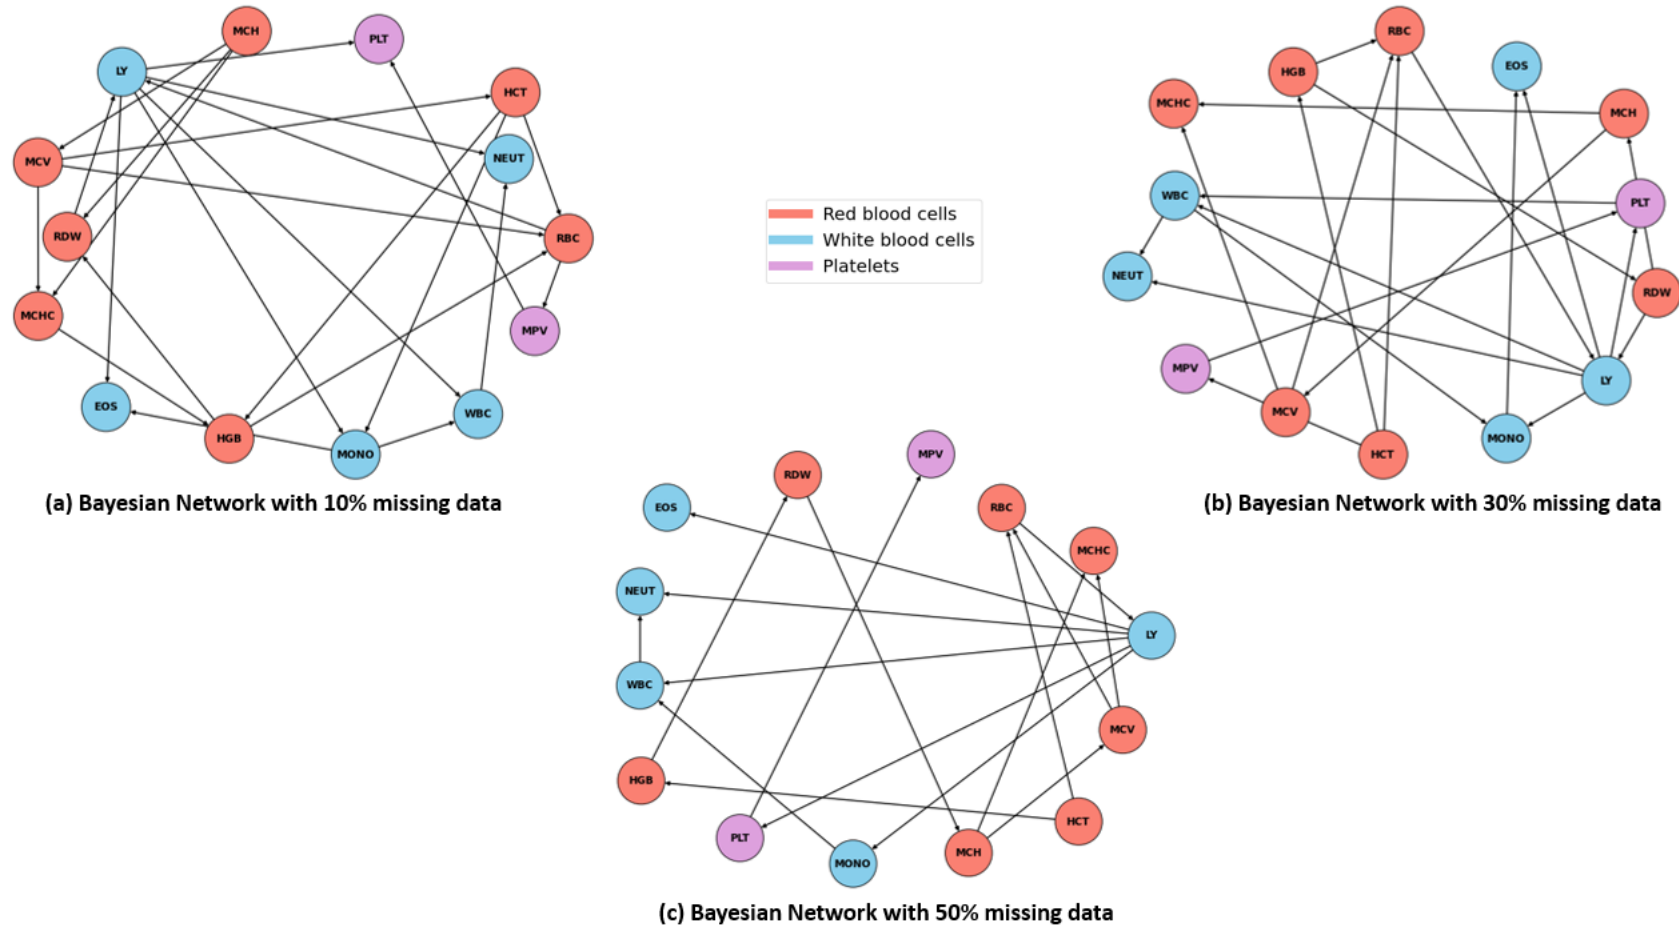 MCH
PLT
LY
HCT
MCV
NEUT
RDW
RBC
MCHC
MPV
EOS
WBC
HGB
MONO
(a) Bayesian Network with 10% missing data
Red blood cells
White blood cells
Platelets
RBC
HGB
EOS
MCHC
MCH
WBC
PLT
NEUT
RDW
MPV
LY
MCV
MONO
HCT
(b) Bayesian Network with 30% missing data
MPV
RDW
EOS
RBC
MCHC
NEUT
LY
WBC
MCV
HGB
HCT
PLT
MCH
MONO
(c) Bayesian Network with 50% missing data